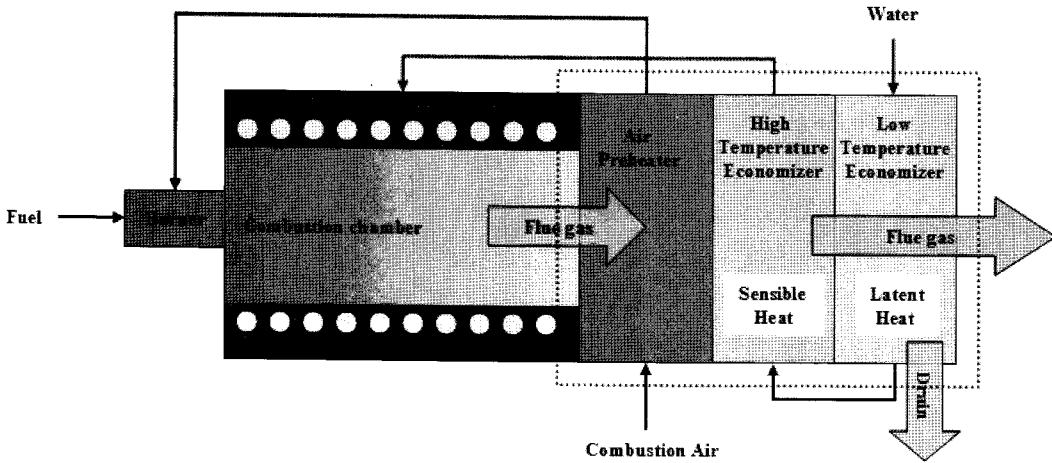 Water
Air
Preheater
High
Temperature
Economizer
Low
Temperature
Economizer
Fuel
Burner
Combustion chamber
Flue gas
Flue gas
Sensible
Heat
Latent
Heat
Drain
Combustion Air